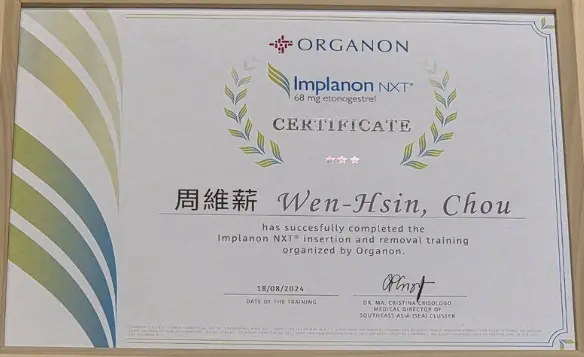 ORGANON
Implanon NXT®
68 mg etonogestrel
CERTIFICATE
周維薪 Wen-Hsin, Chou
has succesfully completed the
Implanon NXT® insertion and removal training
organized by Organon.
18/08/2024
DATE OF THE TRAINING
DR. MA. CRISTINA CRISOLOGO
MEDICAL DIRECTOR OF
SOUTHEAST ASIA (SEA) CLUSTER